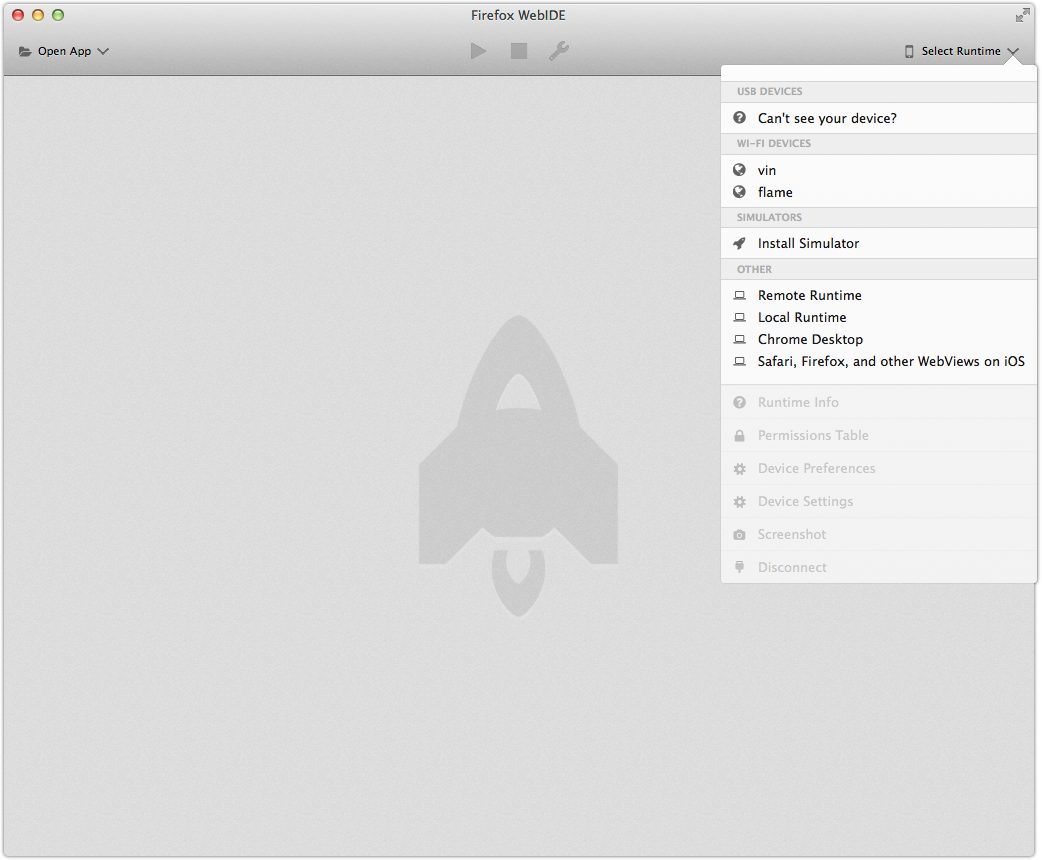 Firefox WebIDE
Open App
Select Runtime
USB DEVICES
Can't see your device?
WI-FI DEVICES
vin
flame
SIMULATORS
Install Simulator
OTHER
Remote Runtime
Local Runtime
Chrome Desktop
Safari, Firefox, and other WebViews on iOS
Runtime Info
Permissions Table
Device Preferences
Device Settings
Screenshot
Disconnect